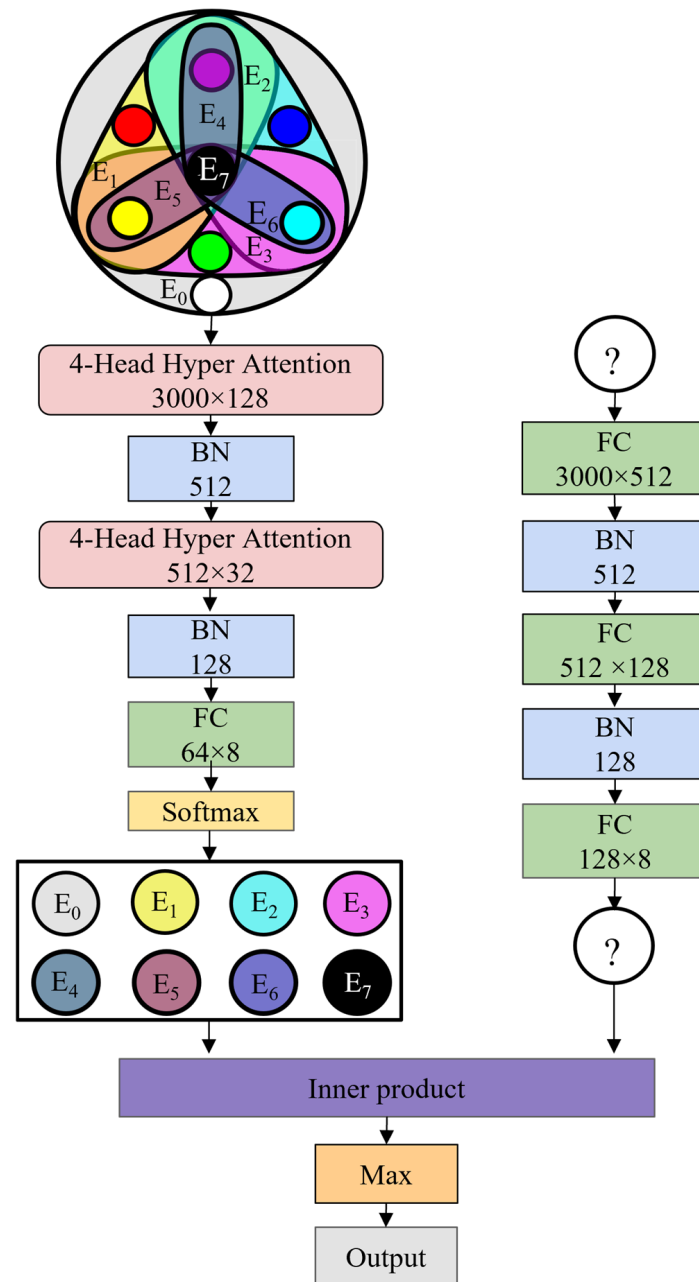 E₂
E₄
E₁
E₇
E₅
E₆
E₃
E₀
4-Head Hyper Attention
3000×128
BN
512
4-Head Hyper Attention
512×32
BN
128
FC
64×8
Softmax
E₀ E₁ E₂ E₃
E₄ E₅ E₆ E₇
?
FC
3000×512
BN
512
FC
512 ×128
BN
128
FC
128×8
?
Inner product
Max
Output